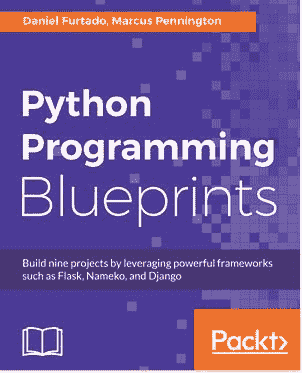 Daniel Furtado, Marcus Pennington
Python
Programming
Blueprints
Build nine projects by leveraging powerful frameworks
such as Flask, Nameko, and Django
Packt>